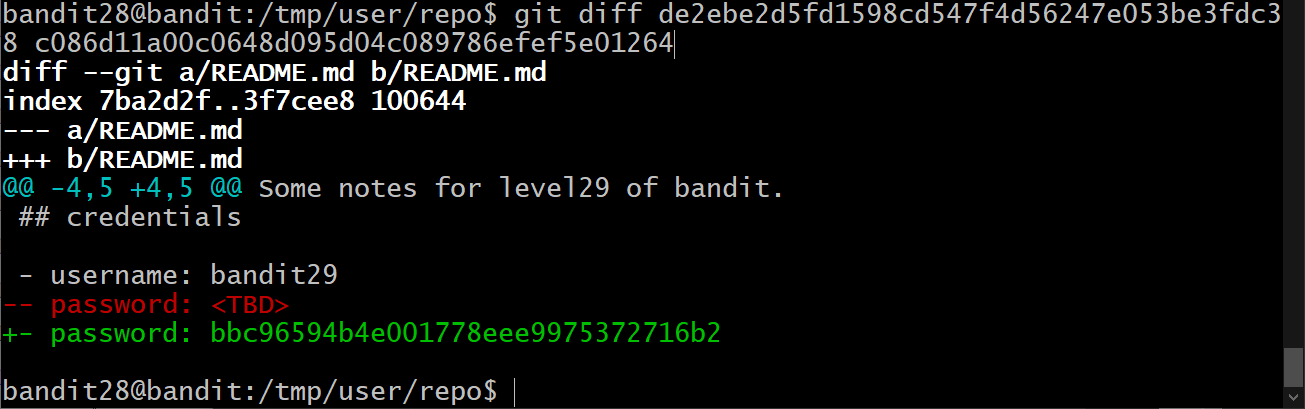 bandit28@bandit:/tmp/user/repo$ git diff de2ebe2d5fd1598cd547f4d56247e053be3fdc3
8 c086d11a00c0648d095d04c089786efef5e01264
diff --git a/README.md b/README.md
index 7ba2d2f..3f7cee8 100644
--- a/README.md
+++ b/README.md
@@ -4,5 +4,5 @@ Some notes for level29 of bandit.
 ## credentials

 - username: bandit29
-- password: <TBD>
+- password: bbc96594b4e001778eee9975372716b2

bandit28@bandit:/tmp/user/repo$